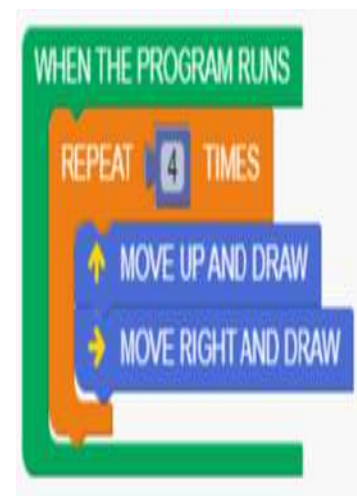 WHEN THE PROGRAM RUNS
REPEAT 4 TIMES
MOVE UP AND DRAW
MOVE RIGHT AND DRAW